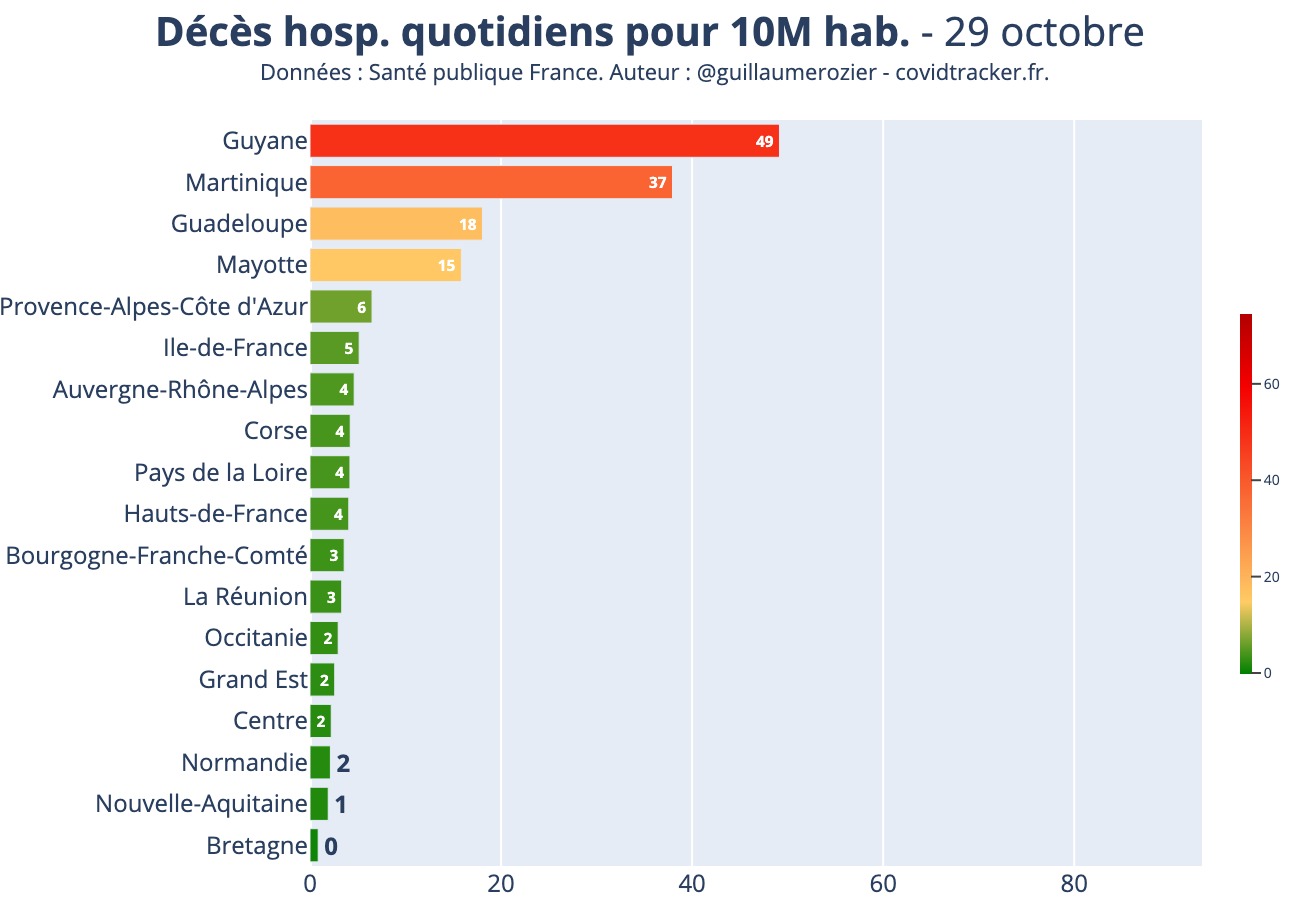 Décès hosp. quotidiens pour 10M hab. - 29 octobre
Données : Santé publique France. Auteur : @guillaumerozier - covidtracker.fr.
Guyane 49
Martinique 37
Guadeloupe 18
Mayotte 15
Provence-Alpes-Côte d'Azur 6
Ile-de-France 5
Auvergne-Rhône-Alpes 4
Corse 4
Pays de la Loire 4
Hauts-de-France 4
Bourgogne-Franche-Comté 3
La Réunion 3
Occitanie 2
Grand Est 2
Centre 2
Normandie 2
Nouvelle-Aquitaine 1
Bretagne 0
0 20 40 60 80
60
40
20
0